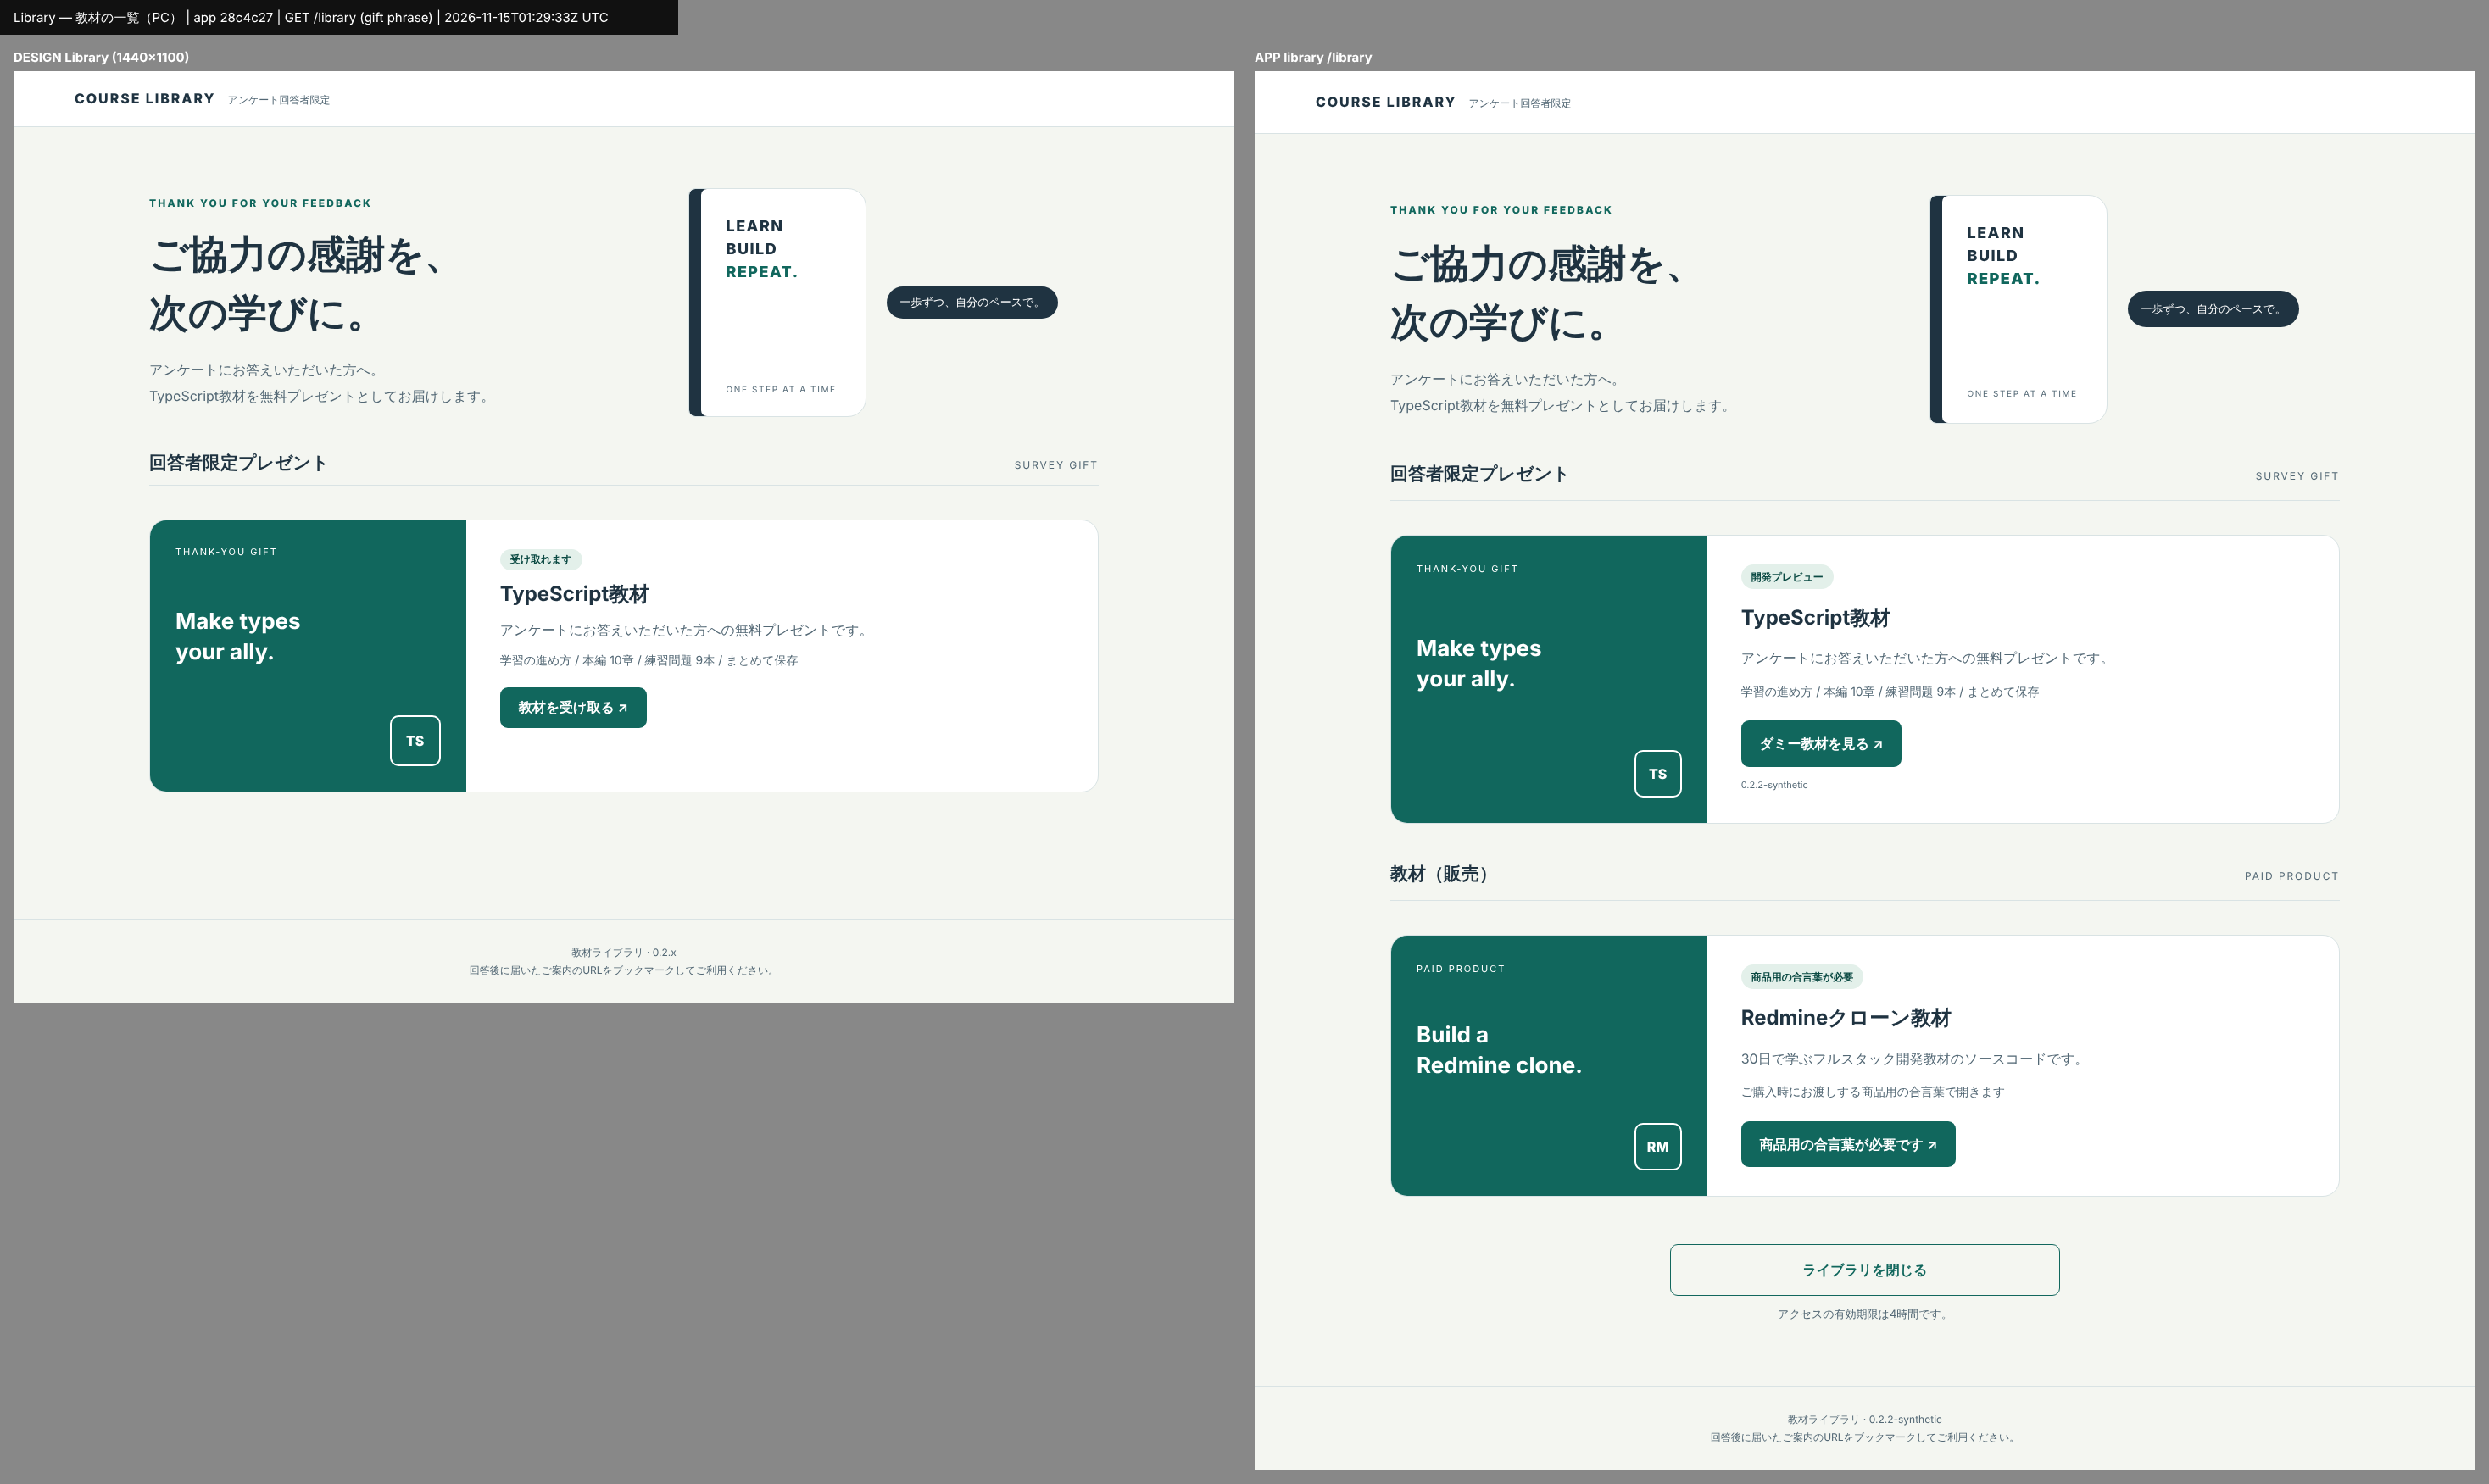 Library — 教材の一覧（PC） | app 28c4c27 | GET /library (gift phrase) | 2026-11-15T01:29:33Z UTC
DESIGN Library (1440×1100)
COURSE LIBRARY アンケート回答者限定
THANK YOU FOR YOUR FEEDBACK
ご協力の感謝を、
次の学びに。
アンケートにお答えいただいた方へ。
TypeScript教材を無料プレゼントとしてお届けします。
LEARN
BUILD
REPEAT.
ONE STEP AT A TIME
一歩ずつ、自分のペースで。
回答者限定プレゼント
SURVEY GIFT
THANK-YOU GIFT
Make types
your ally.
TS
受け取れます
TypeScript教材
アンケートにお答えいただいた方への無料プレゼントです。
学習の進め方 / 本編 10章 / 練習問題 9本 / まとめて保存
教材を受け取る ↗
教材ライブラリ · 0.2.x
回答後に届いたご案内のURLをブックマークしてご利用ください。
APP library /library
COURSE LIBRARY アンケート回答者限定
THANK YOU FOR YOUR FEEDBACK
ご協力の感謝を、
次の学びに。
アンケートにお答えいただいた方へ。
TypeScript教材を無料プレゼントとしてお届けします。
LEARN
BUILD
REPEAT.
ONE STEP AT A TIME
一歩ずつ、自分のペースで。
回答者限定プレゼント
SURVEY GIFT
THANK-YOU GIFT
Make types
your ally.
TS
開発プレビュー
TypeScript教材
アンケートにお答えいただいた方への無料プレゼントです。
学習の進め方 / 本編 10章 / 練習問題 9本 / まとめて保存
ダミー教材を見る ↗
0.2.2-synthetic
教材（販売）
PAID PRODUCT
PAID PRODUCT
Build a
Redmine clone.
RM
商品用の合言葉が必要
Redmineクローン教材
30日で学ぶフルスタック開発教材のソースコードです。
ご購入時にお渡しする商品用の合言葉で開きます
商品用の合言葉が必要です ↗
ライブラリを閉じる
アクセスの有効期限は4時間です。
教材ライブラリ · 0.2.2-synthetic
回答後に届いたご案内のURLをブックマークしてご利用ください。